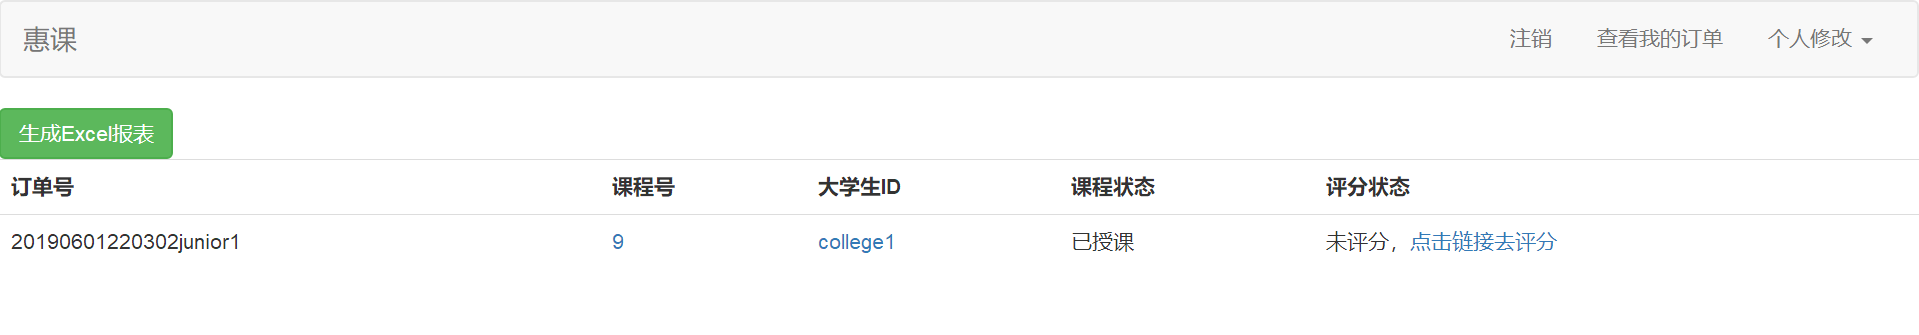 惠课 注销 查看我的订单 个人修改
生成Excel报表
订单号 课程号 大学生ID 课程状态 评分状态
20190601220302junior1 9 college1 已授课 未评分，点击链接去评分